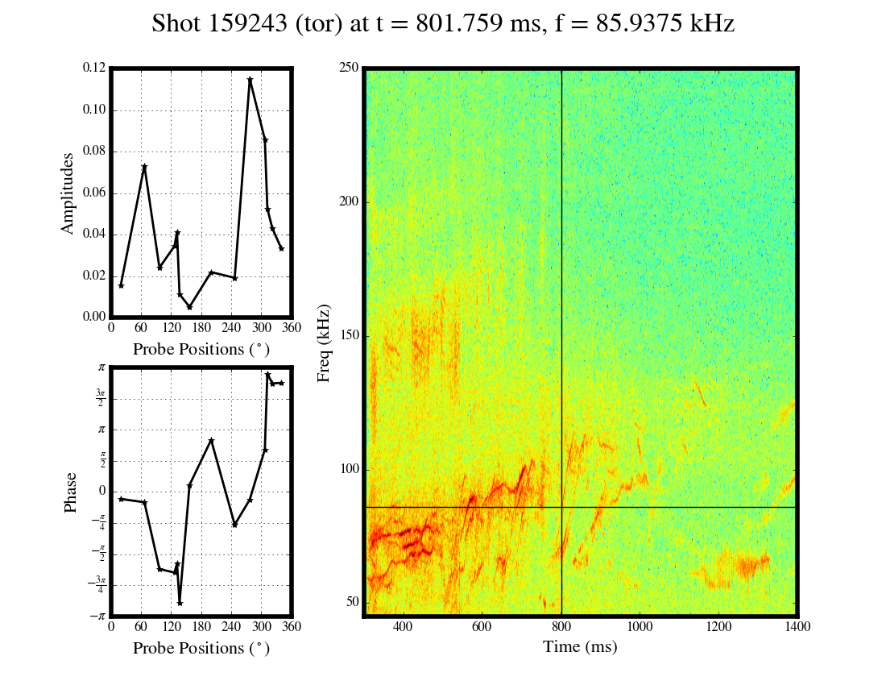 Shot 159243 (tor) at t = 801.759 ms, f = 85.9375 kHz
0.12
0.10
0.08
0.06
0.04
0.02
0.00
Amplitudes
0 60 120 180 240 300 360
Probe Positions (°)
π
3π/2
π
π/2
0
−π/4
−π/2
−3π/4
−π
Phase
0 60 120 180 240 300 360
Probe Positions (°)
250
200
150
100
50
Freq (kHz)
400 600 800 1000 1200 1400
Time (ms)